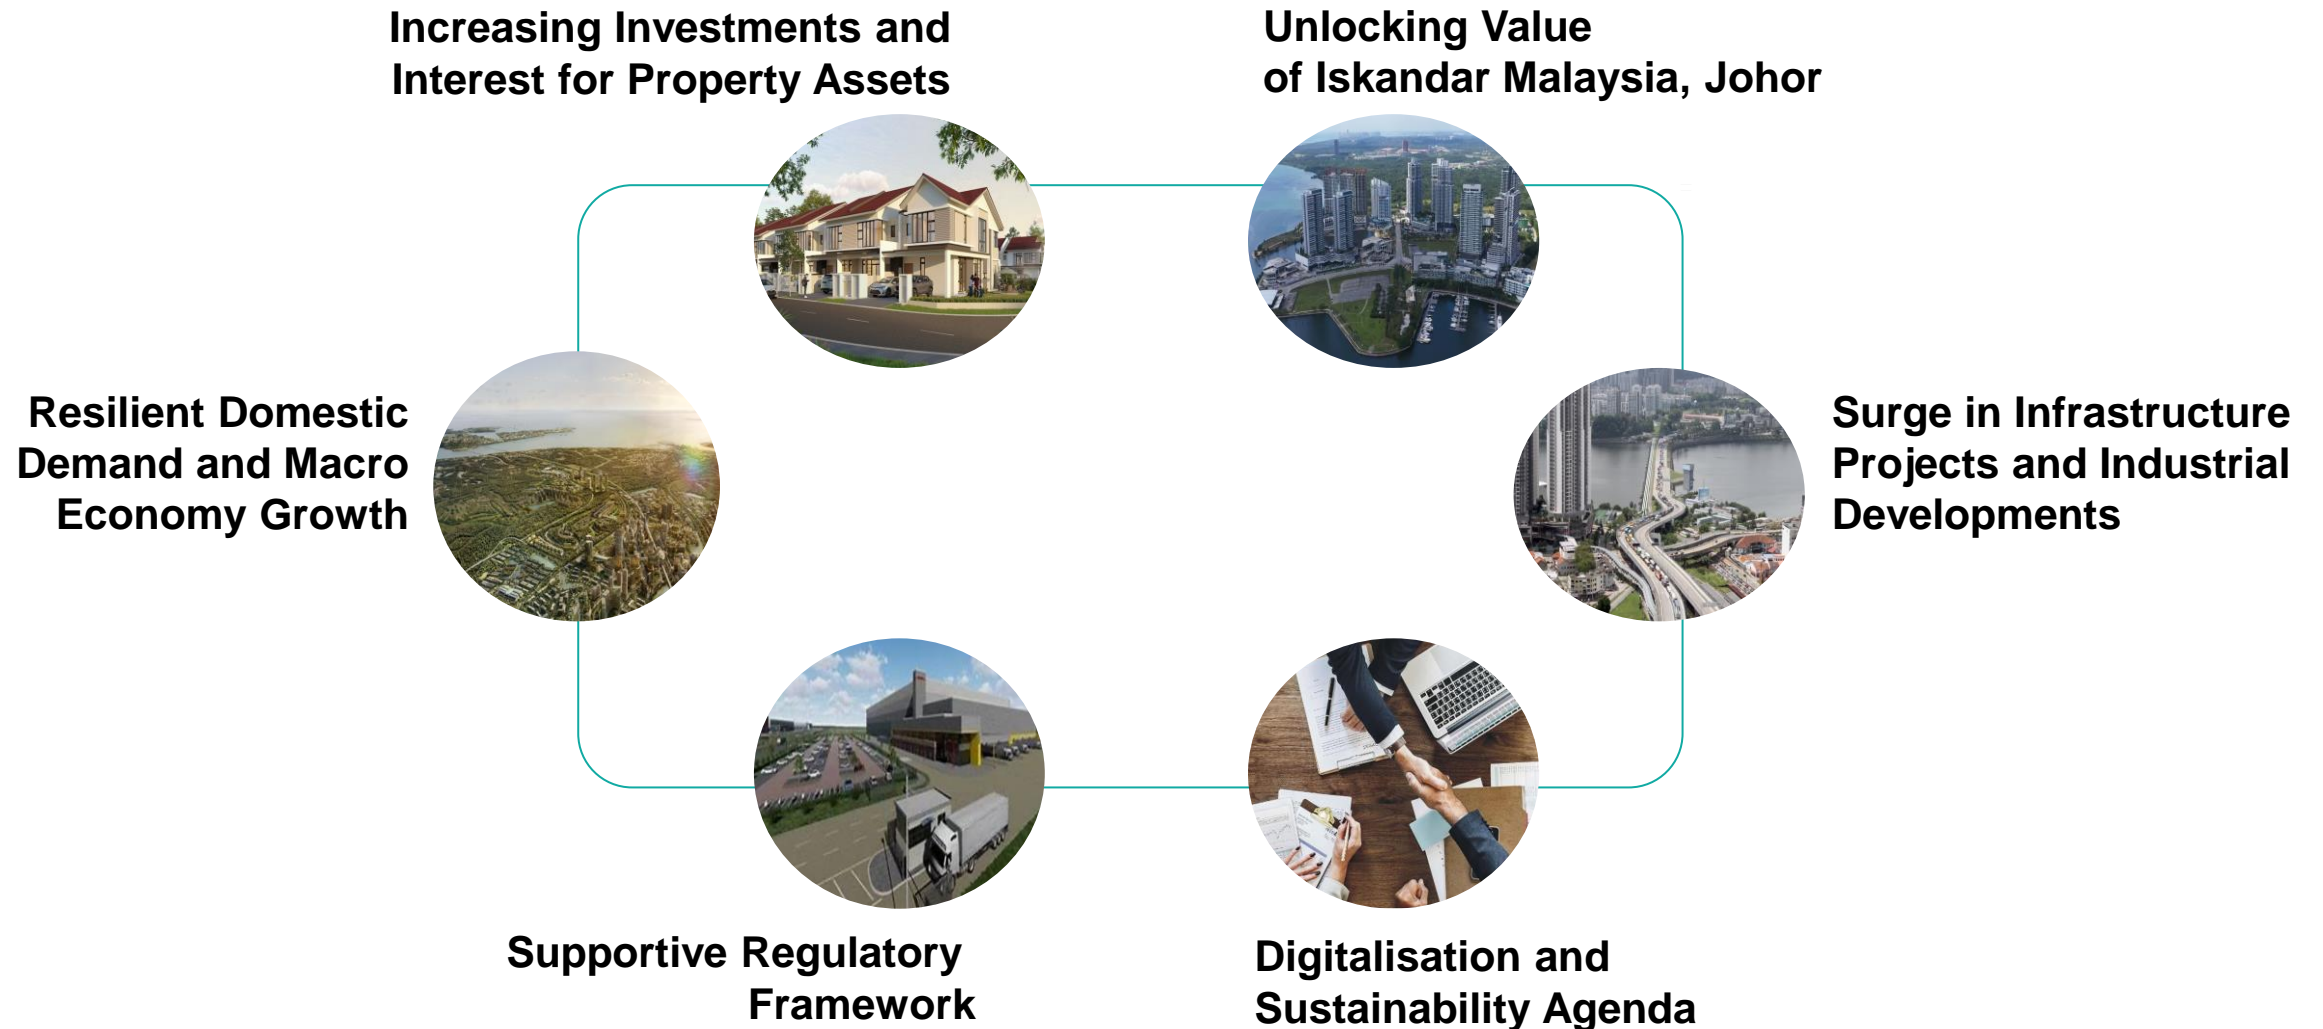 Increasing Investments and
Interest for Property Assets
Unlocking Value
of Iskandar Malaysia, Johor
Resilient Domestic
Demand and Macro
Economy Growth
Surge in Infrastructure
Projects and Industrial
Developments
Supportive Regulatory
Framework
Digitalisation and
Sustainability Agenda